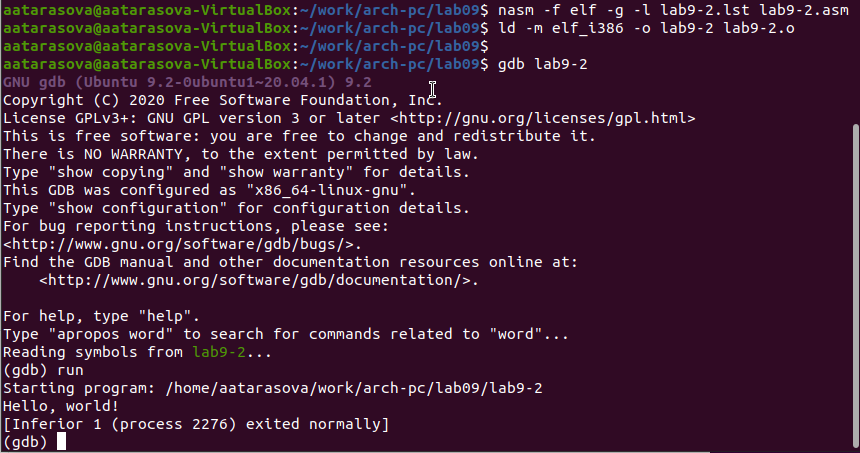 aatarasova@aatarasova-VirtualBox:~/work/arch-pc/lab09$ nasm -f elf -g -l lab9-2.lst lab9-2.asm
aatarasova@aatarasova-VirtualBox:~/work/arch-pc/lab09$ ld -m elf_i386 -o lab9-2 lab9-2.o
aatarasova@aatarasova-VirtualBox:~/work/arch-pc/lab09$
aatarasova@aatarasova-VirtualBox:~/work/arch-pc/lab09$ gdb lab9-2
GNU gdb (Ubuntu 9.2-0ubuntu1~20.04.1) 9.2
Copyright (C) 2020 Free Software Foundation, Inc.
License GPLv3+: GNU GPL version 3 or later <http://gnu.org/licenses/gpl.html>
This is free software: you are free to change and redistribute it.
There is NO WARRANTY, to the extent permitted by law.
Type "show copying" and "show warranty" for details.
This GDB was configured as "x86_64-linux-gnu".
Type "show configuration" for configuration details.
For bug reporting instructions, please see:
<http://www.gnu.org/software/gdb/bugs/>.
Find the GDB manual and other documentation resources online at:
    <http://www.gnu.org/software/gdb/documentation/>.

For help, type "help".
Type "apropos word" to search for commands related to "word"...
Reading symbols from lab9-2...
(gdb) run
Starting program: /home/aatarasova/work/arch-pc/lab09/lab9-2
Hello, world!
[Inferior 1 (process 2276) exited normally]
(gdb)